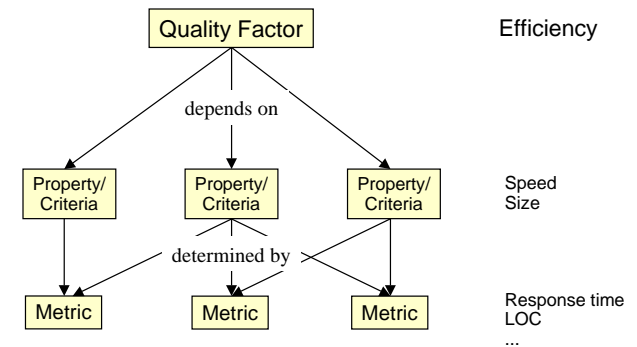 Quality Factor
Efficiency
depends on
Property/
Criteria
Property/
Criteria
Property/
Criteria
Speed
Size
determined by
Metric
Metric
Metric
Response time
LOC
...